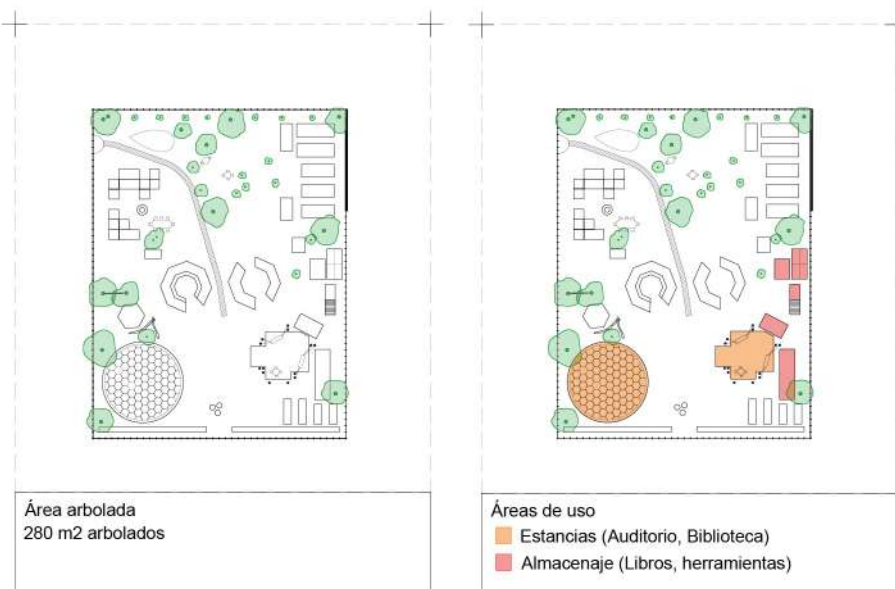 Área arbolada
280 m2 arbolados
Áreas de uso
Estancias (Auditorio, Biblioteca)
Almacenaje (Libros, herramientas)